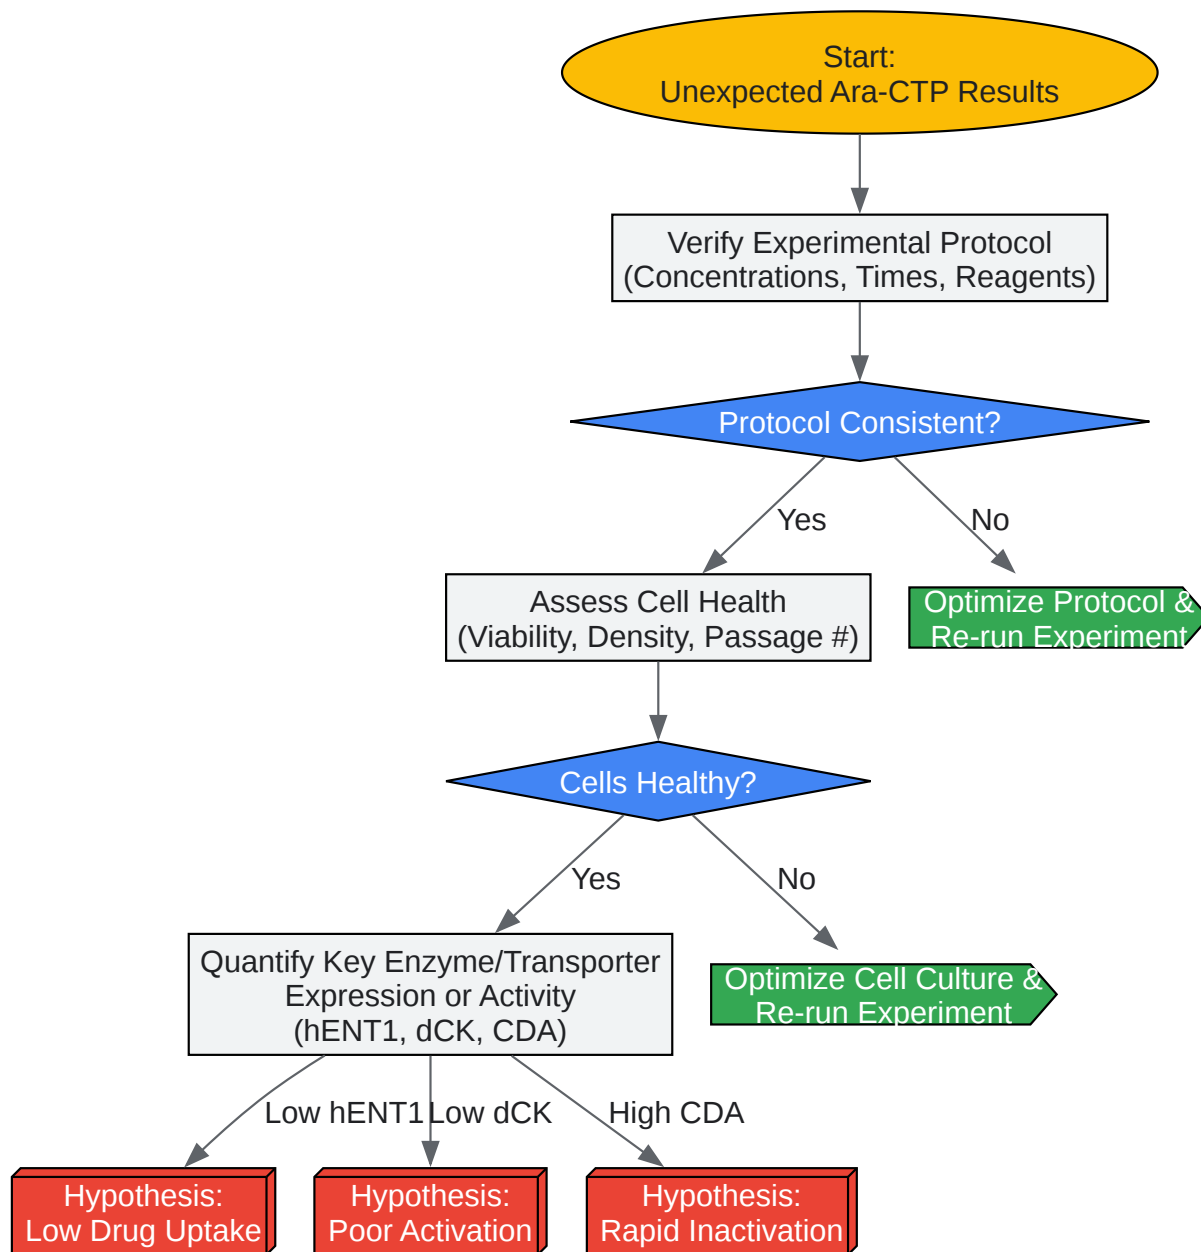 Start:
Unexpected Ara-CTP Results
Verify Experimental Protocol
(Concentrations, Times, Reagents)
Protocol Consistent?
Yes
No
Assess Cell Health
(Viability, Density, Passage #)
Optimize Protocol &
Re-run Experiment
Cells Healthy?
Yes
No
Quantify Key Enzyme/Transporter
Expression or Activity
(hENT1, dCK, CDA)
Optimize Cell Culture &
Re-run Experiment
Low hENT1
Low dCK
High CDA
Hypothesis:
Low Drug Uptake
Hypothesis:
Poor Activation
Hypothesis:
Rapid Inactivation